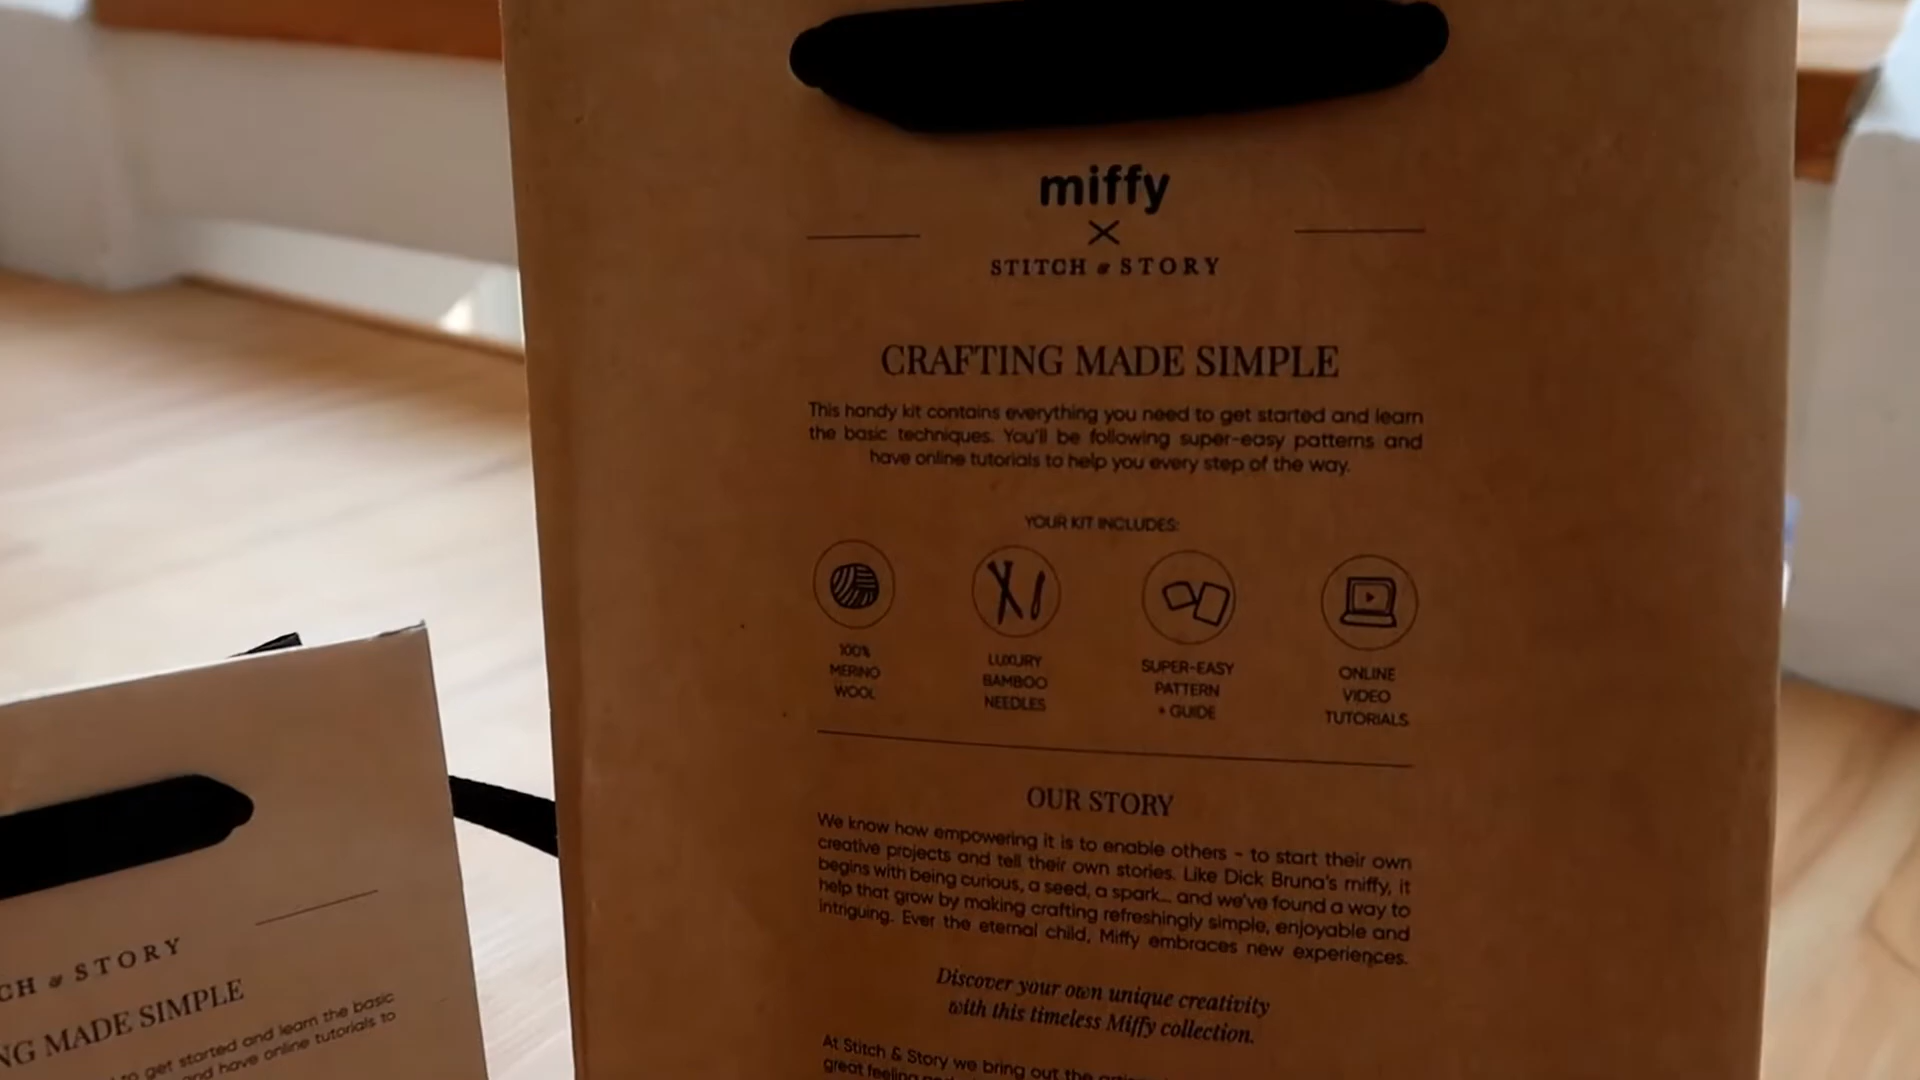 miffy
X
STITCH & STORY
CRAFTING MADE SIMPLE
This handy kit contains everything you need to get started and learn
the basic techniques. You'll be following super-easy patterns and
have online tutorials to help you every step of the way.
YOUR KIT INCLUDES:
100%
MERINO
WOOL
LUXURY
BAMBOO
NEEDLES
SUPER-EASY
PATTERN
+ GUIDE
ONLINE
VIDEO
TUTORIALS
OUR STORY
We know how empowering it is to enable others - to start their own
creative projects and tell their own stories. Like Dick Bruna's miffy, it
begins with being curious, a seed, a spark... and we've found a way to
help that grow by making crafting refreshingly simple, enjoyable and
intriguing. Ever the eternal child, Miffy embraces new experiences.
Discover your own unique creativity
with this timeless Miffy collection.
At Stitch & Story we bring out the
great feeling
CH & STORY
NG MADE SIMPLE
to get started and learn the basic
and have online tutorials to